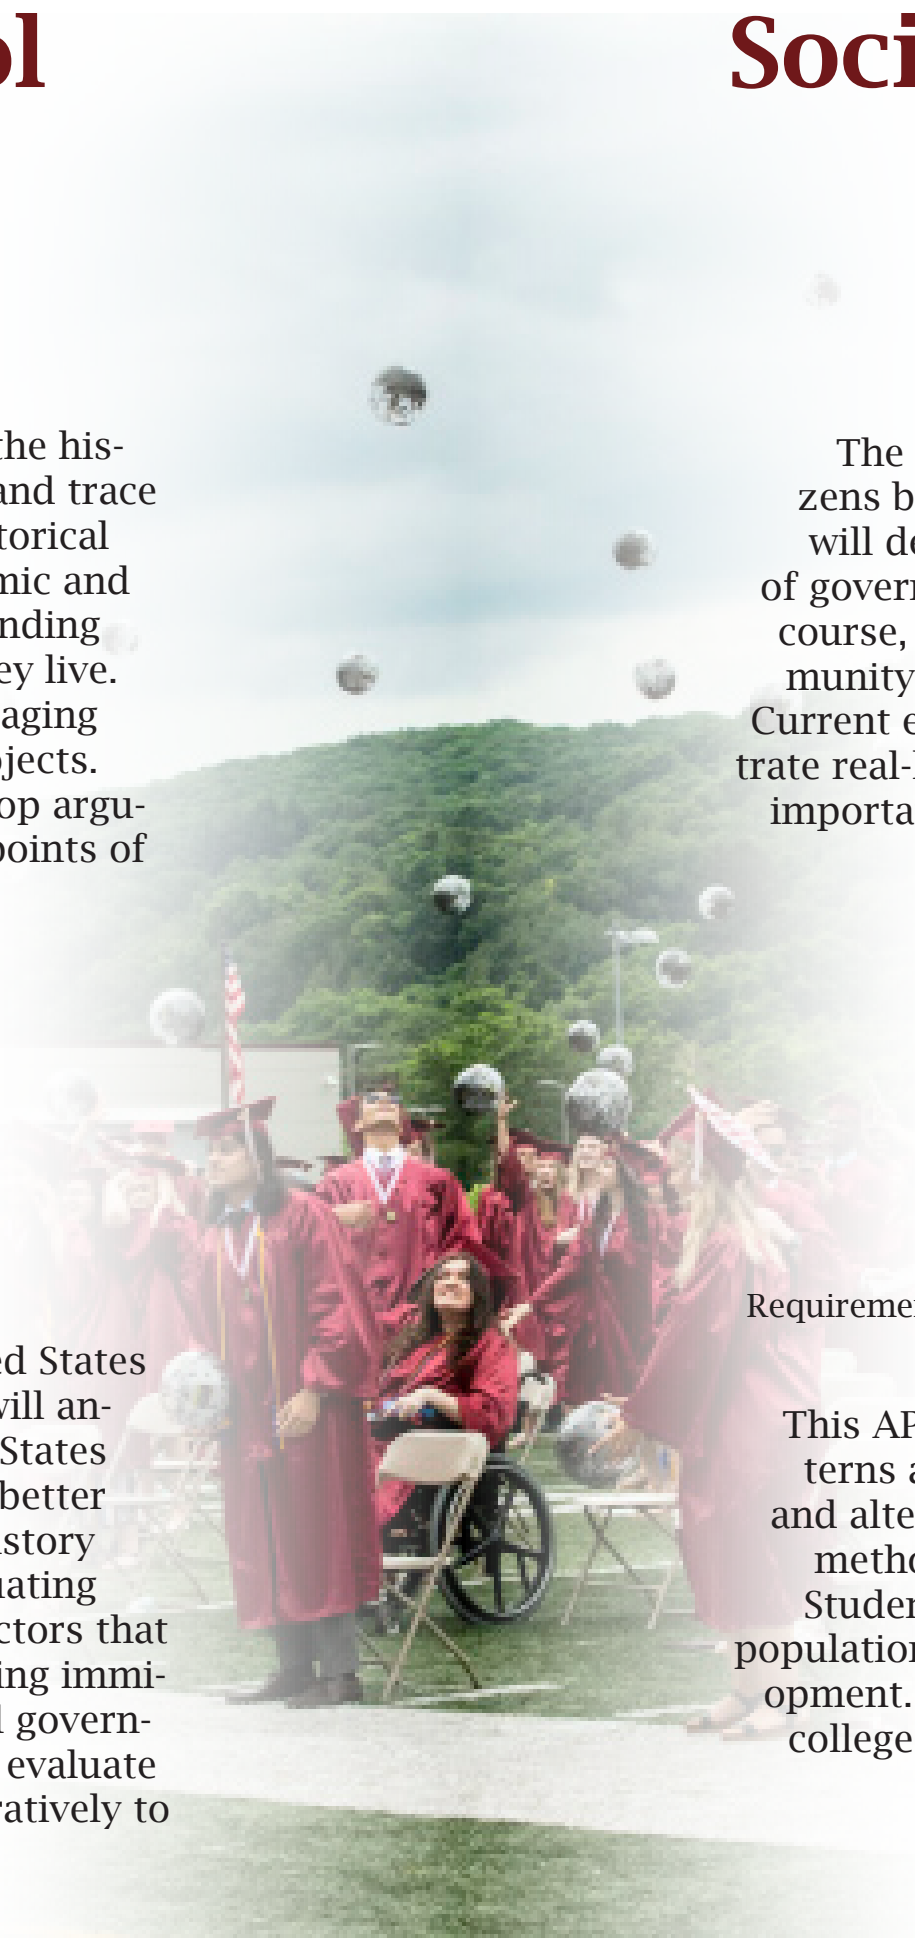 ol
Soci
the his-
and trace
torical
mic and
nding
ey live.
aging
jects.
op argu-
points of
ed States
will an-
States
better
istory
uating
ctors that
ing immi-
l govern-
evaluate
ratively to
The
zens b
will de
of govern
course,
munity
Current e
trate real-l
importa
Requiremen
This AP
terns a
and alte
metho
Studen
population
opment.
college